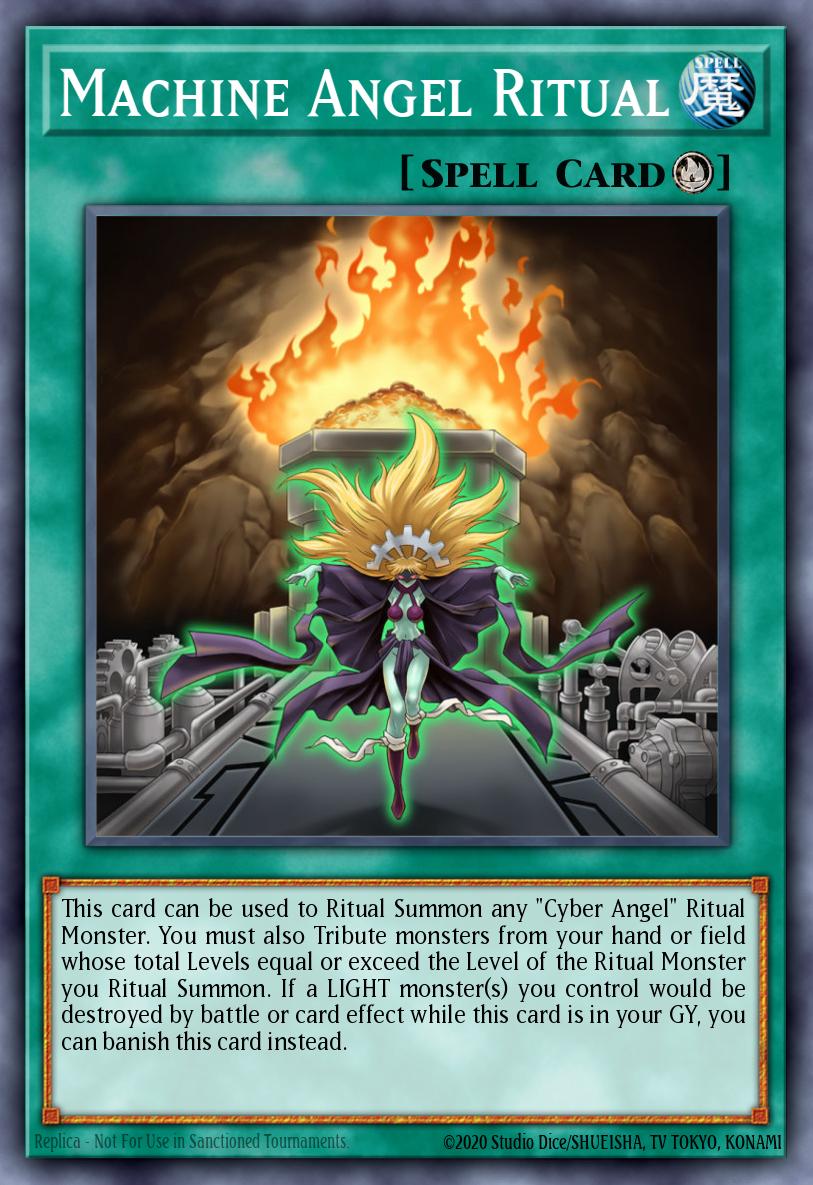 MACHINE ANGEL RITUAL
SPELL
魔
[SPELL CARD]
This card can be used to Ritual Summon any "Cyber Angel" Ritual
Monster. You must also Tribute monsters from your hand or field
whose total Levels equal or exceed the Level of the Ritual Monster
you Ritual Summon. If a LIGHT monster(s) you control would be
destroyed by battle or card effect while this card is in your GY, you
can banish this card instead.
Replica - Not For Use in Sanctioned Tournaments.
©2020 Studio Dice/SHUEISHA, TV TOKYO, KONAMI